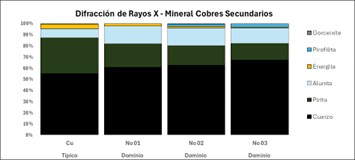 Difracción de Rayos X - Mineral Cobres Secundarios
100%
90%
80%
70%
60%
50%
40%
30%
20%
10%
0%
Cu No 01 No 02 No 03
Típico Dominio Dominio Dominio
Gorceixite
Pirofilita
Energita
Alunita
Pirita
Cuarzo